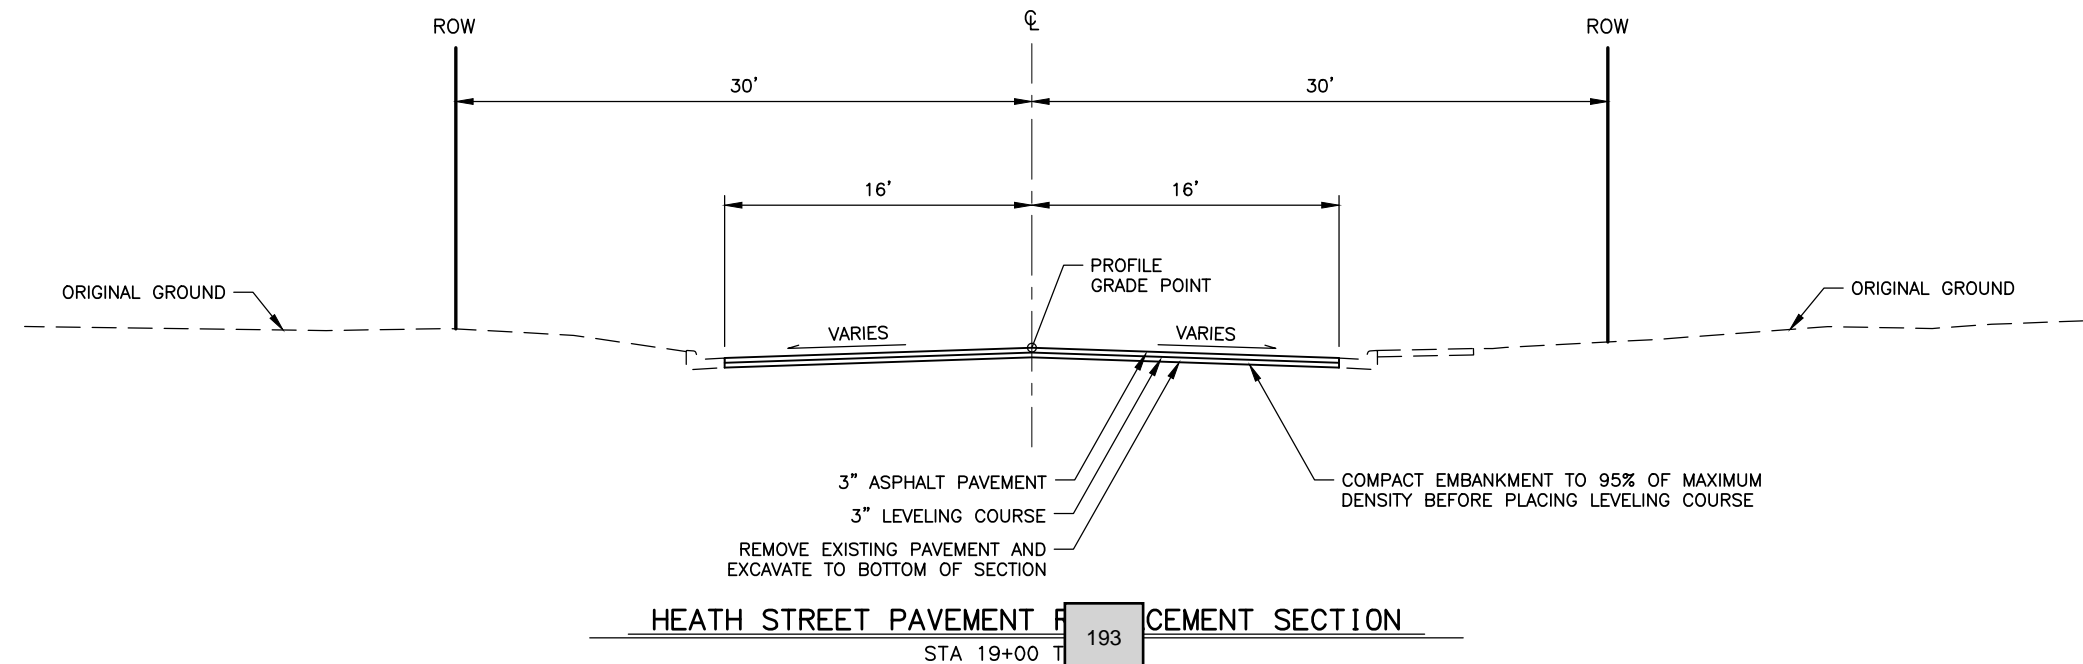 ROW
℄
ROW
30'
30'
16'
16'
PROFILE
GRADE POINT
ORIGINAL GROUND
ORIGINAL GROUND
VARIES
VARIES
3" ASPHALT PAVEMENT
3" LEVELING COURSE
REMOVE EXISTING PAVEMENT AND
EXCAVATE TO BOTTOM OF SECTION
COMPACT EMBANKMENT TO 95% OF MAXIMUM
DENSITY BEFORE PLACING LEVELING COURSE
HEATH STREET PAVEMENT CEMENT SECTION
193
STA 19+00